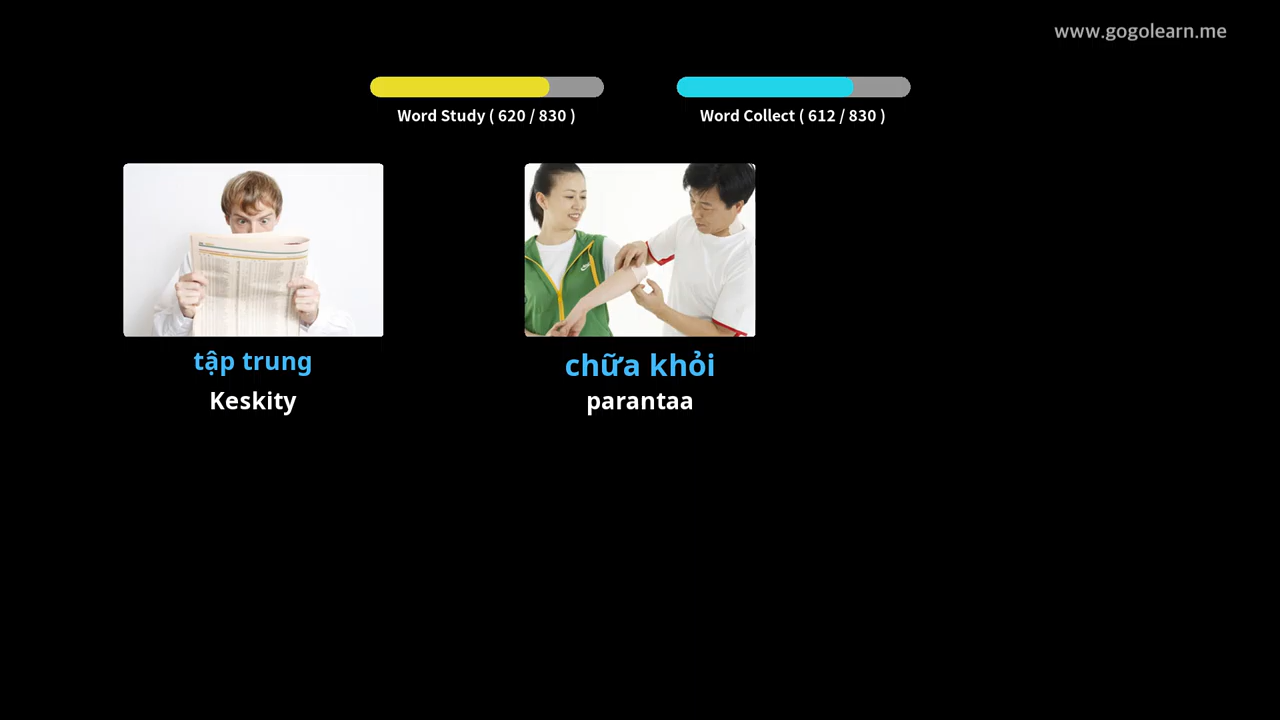 www.gogolearn.me
Word Study ( 620 / 830 )
Word Collect ( 612 / 830 )
tập trung
Keskity
chữa khỏi
parantaa